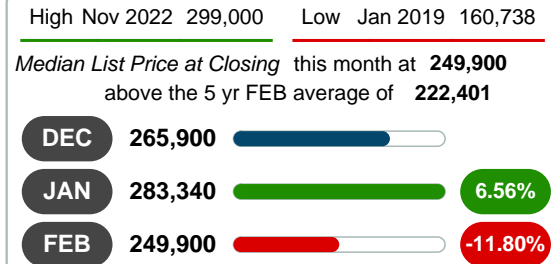 High Nov 2022 299,000 Low Jan 2019 160,738
Median List Price at Closing this month at 249,900
above the 5 yr FEB average of 222,401
DEC 265,900
JAN 283,340 6.56%
FEB 249,900 -11.80%